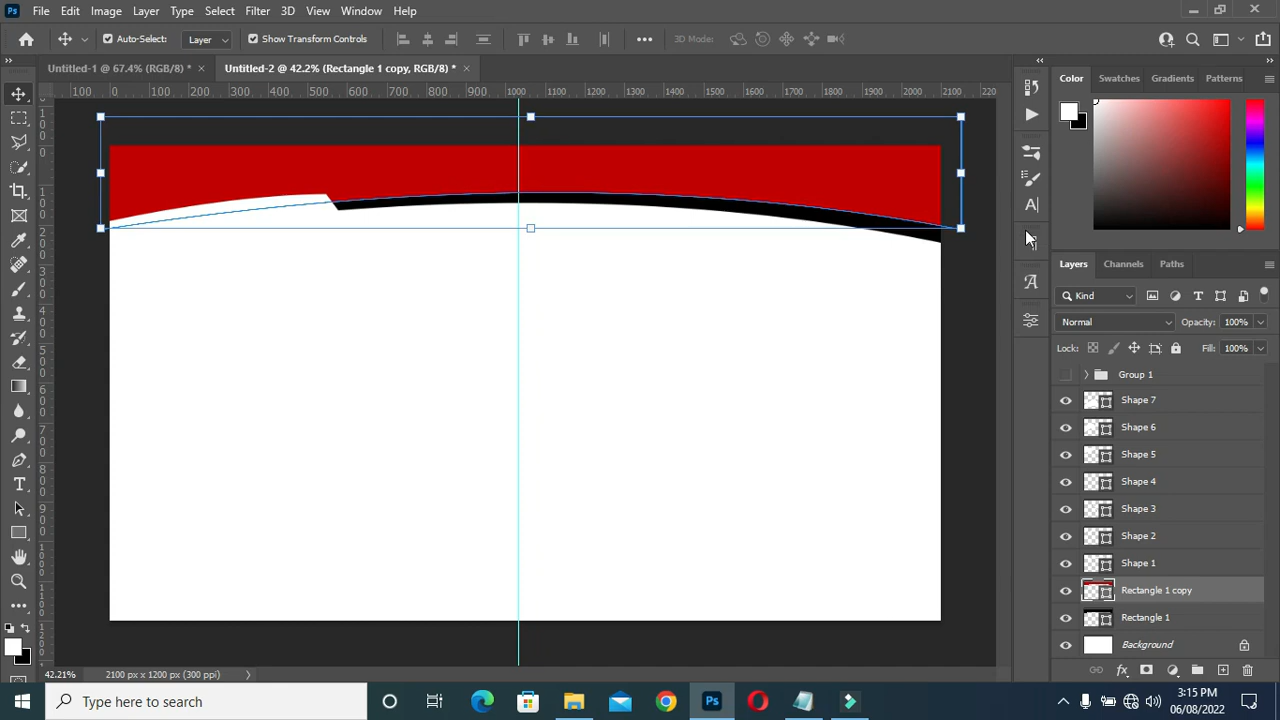 Ps File Edit Image Layer Type Select Filter 3D View Window Help
Auto-Select: Layer Show Transform Controls 3D Mode:
Untitled-1 @ 67.4% (RGB/8) * Untitled-2 @ 42.2% (Rectangle 1 copy, RGB/8) *
100 0 100 200 300 400 500 600 700 800 900 1000 1100 1200 1300 1400 1500 1600 1700 1800 1900 2000 2100 220
Color Swatches Gradients Patterns
Layers Channels Paths
Kind
Normal Opacity: 100%
Lock: Fill: 100%
Group 1
Shape 7
Shape 6
Shape 5
Shape 4
Shape 3
Shape 2
Shape 1
Rectangle 1 copy
Rectangle 1
Background
42.21% 2100 px x 1200 px (300 ppi)
Type here to search
Ps
3:15 PM
06/08/2022